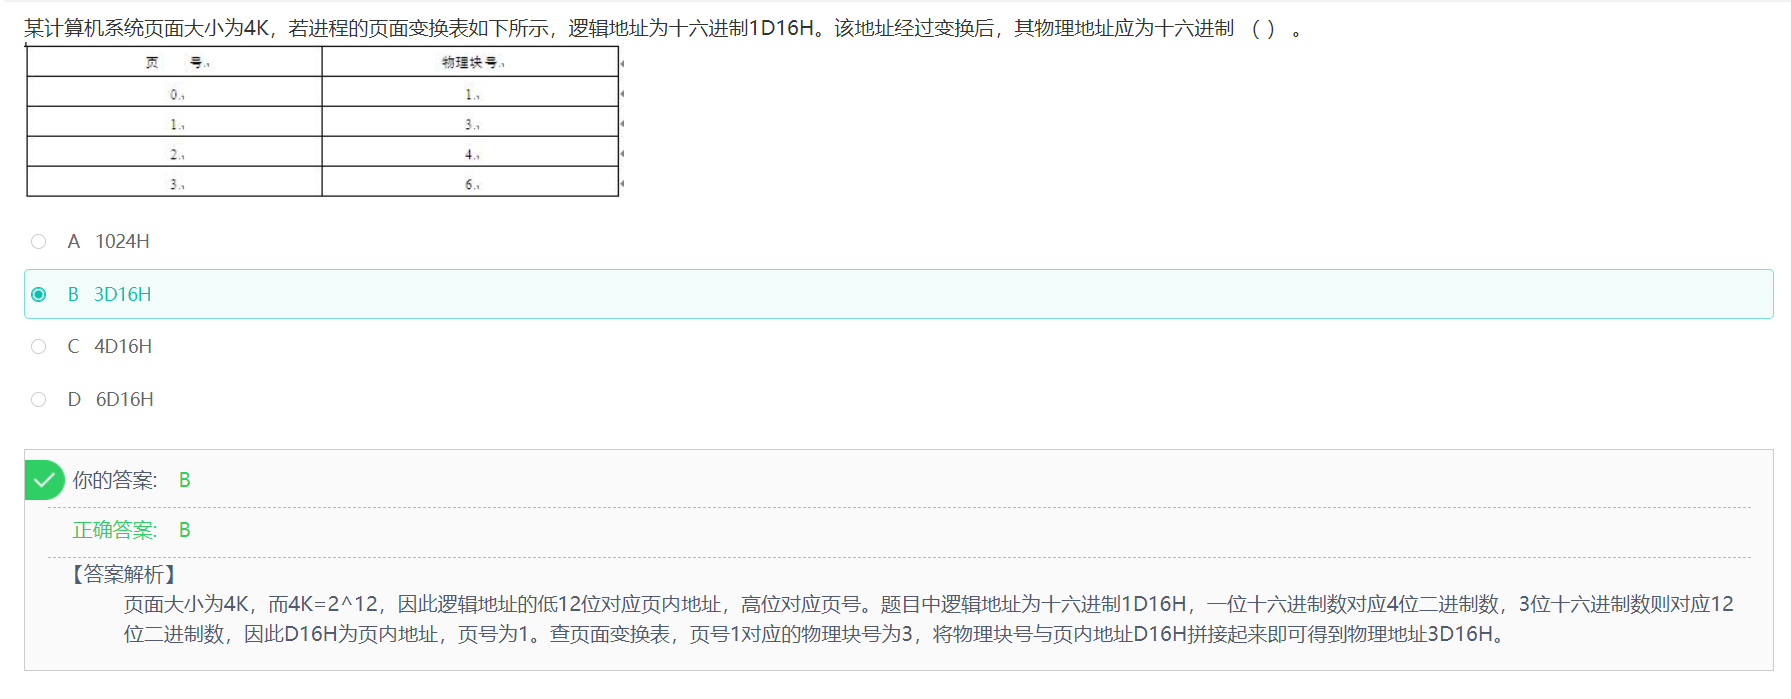 某计算机系统页面大小为4K，若进程的页面变换表如下所示，逻辑地址为十六进制1D16H。该地址经过变换后，其物理地址应为十六进制 （ ） 。
页 号 物理块号
0 1
1 3
2 4
3 6
A 1024H
B 3D16H
C 4D16H
D 6D16H
你的答案: B
正确答案: B
【答案解析】
页面大小为4K，而4K=2^12，因此逻辑地址的低12位对应页内地址，高位对应页号。题目中逻辑地址为十六进制1D16H，一位十六进制数对应4位二进制数，3位十六进制数则对应12
位二进制数，因此D16H为页内地址，页号为1。查页面变换表，页号1对应的物理块号为3，将物理块号与页内地址D16H拼接起来即可得到物理地址3D16H。